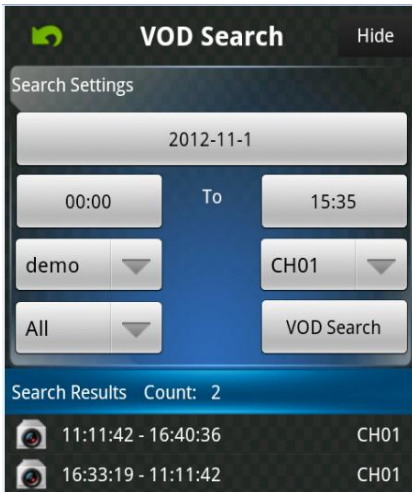 VOD Search Hide
Search Settings
2012-11-1
00:00 To 15:35
demo CH01
All VOD Search
Search Results Count: 2
11:11:42 - 16:40:36 CH01
16:33:19 - 11:11:42 CH01